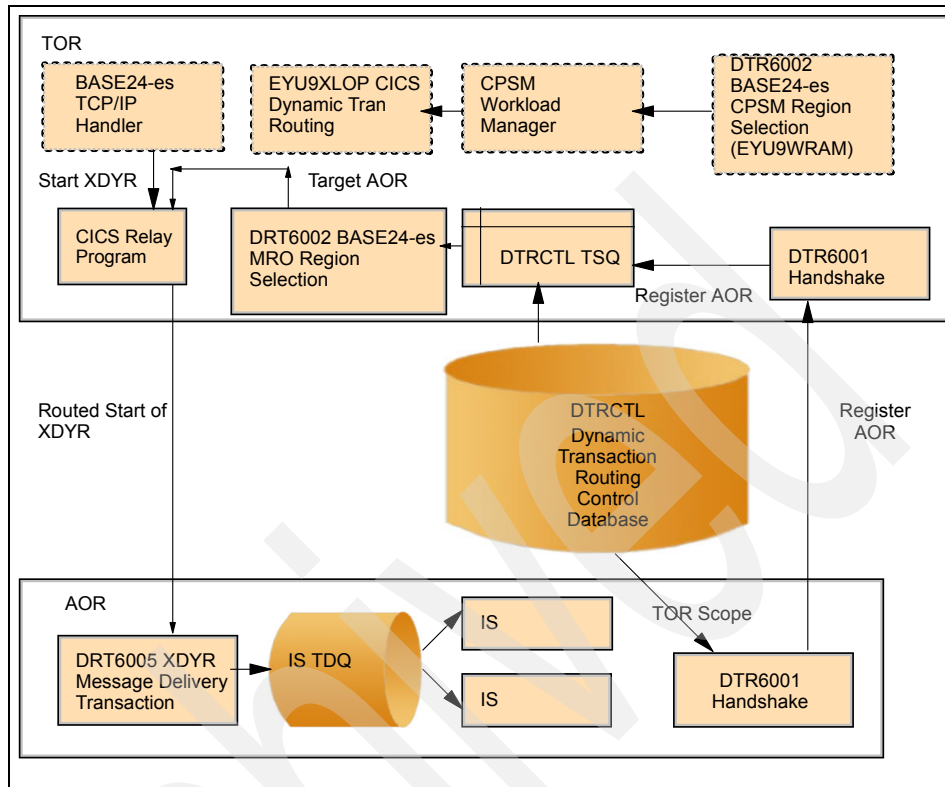 TOR
BASE24-es
TCP/IP
Handler
EYU9XLOP CICS
Dynamic Tran
Routing
CPSM
Workload
Manager
DTR6002
BASE24-es
CPSM Region
Selection
(EYU9WRAM)
Start XDYR
Target AOR
CICS Relay
Program
DRT6002 BASE24-es
MRO Region
Selection
DTRCTL TSQ
DTR6001
Handshake
Register AOR
Routed Start of
XDYR
DTRCTL
Dynamic
Transaction
Routing
Control
Database
Register
AOR
AOR
TOR Scope
DRT6005 XDYR
Message Delivery
Transaction
IS TDQ
IS
IS
DTR6001
Handshake